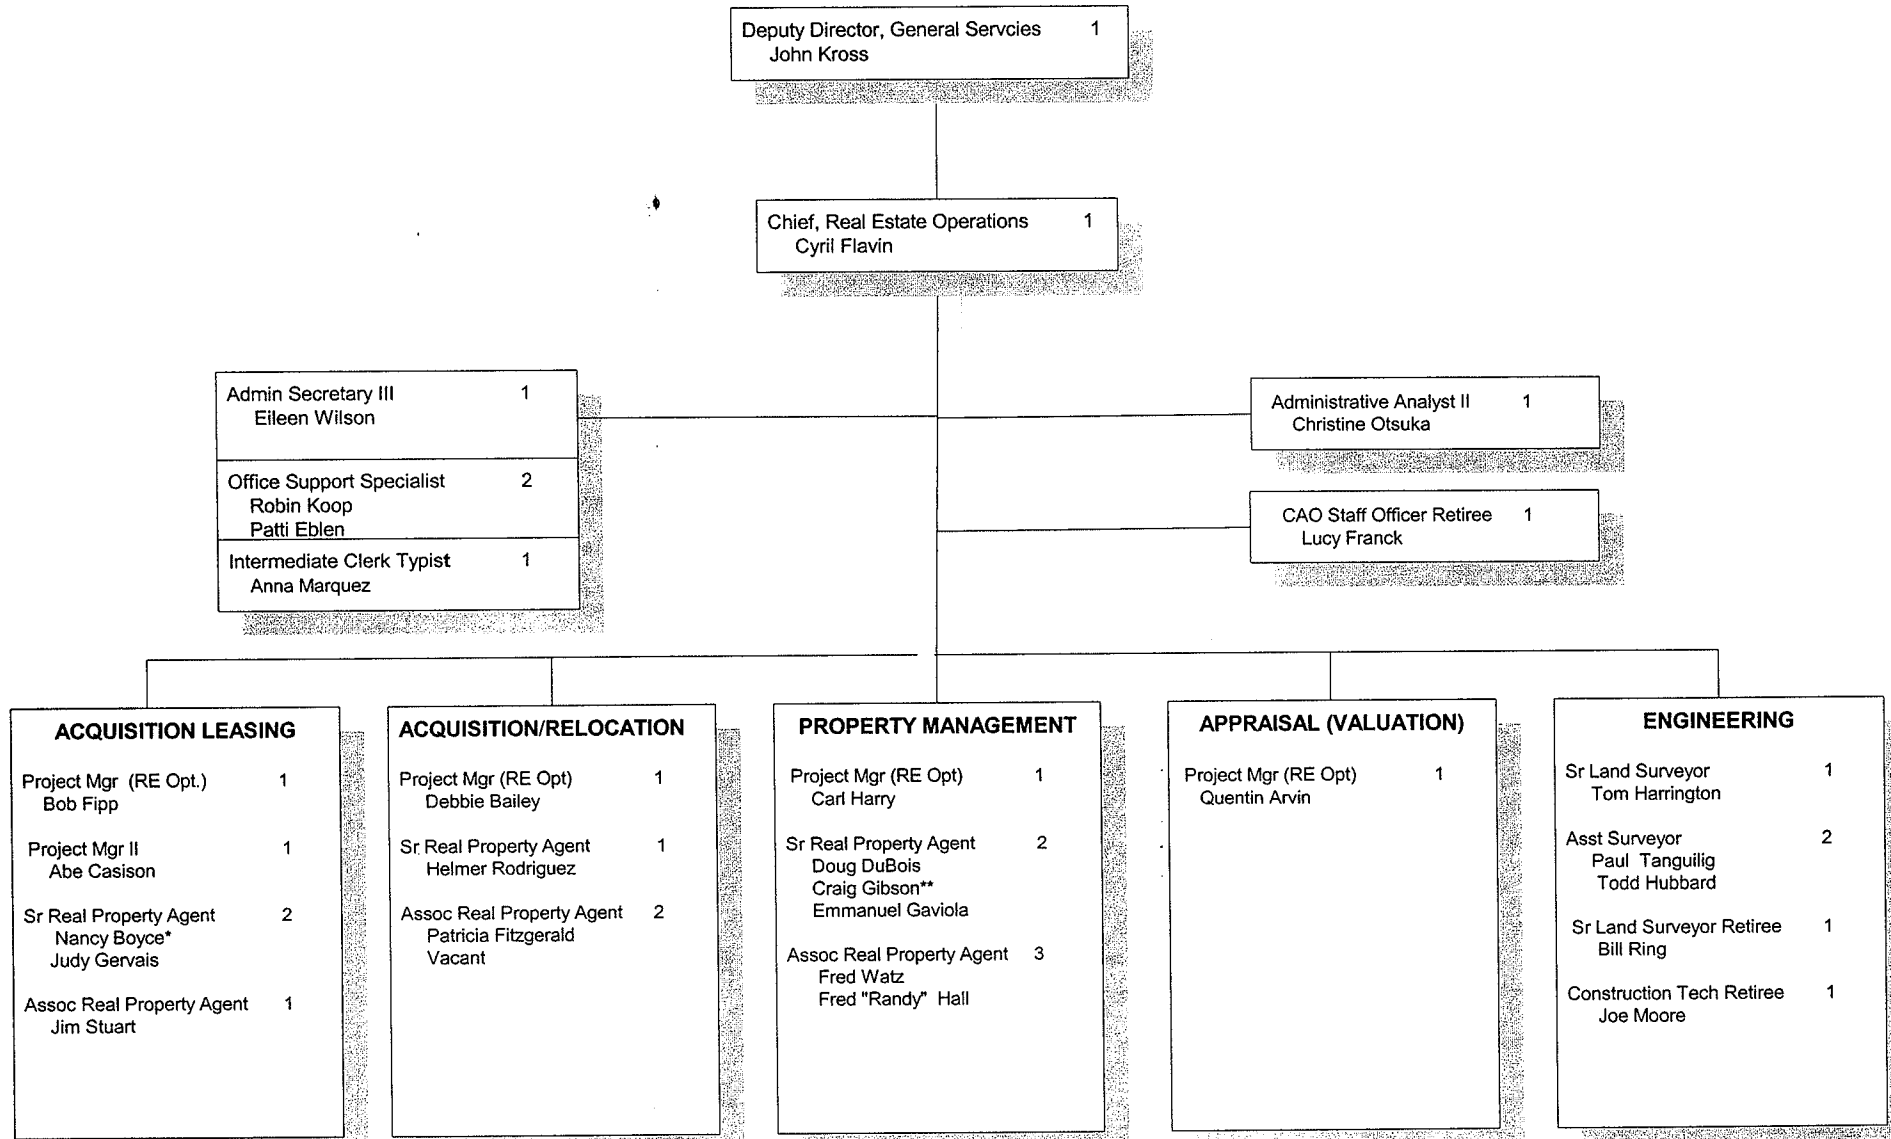 Deputy Director, General Servcies 1
John Kross
Chief, Real Estate Operations 1
Cyril Flavin
Admin Secretary III 1
Eileen Wilson
Office Support Specialist 2
Robin Koop
Patti Eblen
Intermediate Clerk Typist 1
Anna Marquez
Administrative Analyst II 1
Christine Otsuka
CAO Staff Officer Retiree 1
Lucy Franck
ACQUISITION LEASING
Project Mgr (RE Opt.) 1
Bob Fipp
Project Mgr II 1
Abe Casison
Sr Real Property Agent 2
Nancy Boyce*
Judy Gervais
Assoc Real Property Agent 1
Jim Stuart
ACQUISITION/RELOCATION
Project Mgr (RE Opt) 1
Debbie Bailey
Sr Real Property Agent 1
Helmer Rodriguez
Assoc Real Property Agent 2
Patricia Fitzgerald
Vacant
PROPERTY MANAGEMENT
Project Mgr (RE Opt) 1
Carl Harry
Sr Real Property Agent 2
Doug DuBois
Craig Gibson**
Emmanuel Gaviola
Assoc Real Property Agent 3
Fred Watz
Fred "Randy" Hall
APPRAISAL (VALUATION)
Project Mgr (RE Opt) 1
Quentin Arvin
ENGINEERING
Sr Land Surveyor 1
Tom Harrington
Asst Surveyor 2
Paul Tanguilig
Todd Hubbard
Sr Land Surveyor Retiree 1
Bill Ring
Construction Tech Retiree 1
Joe Moore